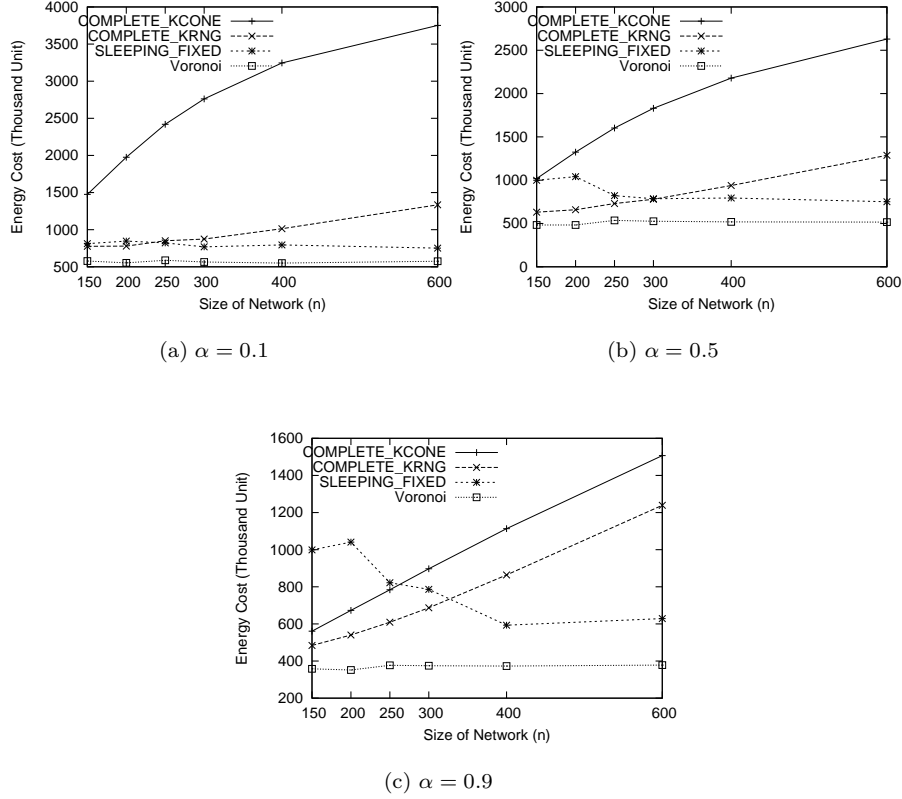 COMPLETE_KCONE
COMPLETE_KRNG
SLEEPING_FIXED
Voronoi
4000
3500
3000
2500
2000
1500
1000
500
Energy Cost (Thousand Unit)
150 200 250 300 400 600
Size of Network (n)
(a) α = 0.1
COMPLETE_KCONE
COMPLETE_KRNG
SLEEPING_FIXED
Voronoi
3000
2500
2000
1500
1000
500
0
Energy Cost (Thousand Unit)
150 200 250 300 400 600
Size of Network (n)
(b) α = 0.5
COMPLETE_KCONE
COMPLETE_KRNG
SLEEPING_FIXED
Voronoi
1600
1400
1200
1000
800
600
400
200
Energy Cost (Thousand Unit)
150 200 250 300 400 600
Size of Network (n)
(c) α = 0.9